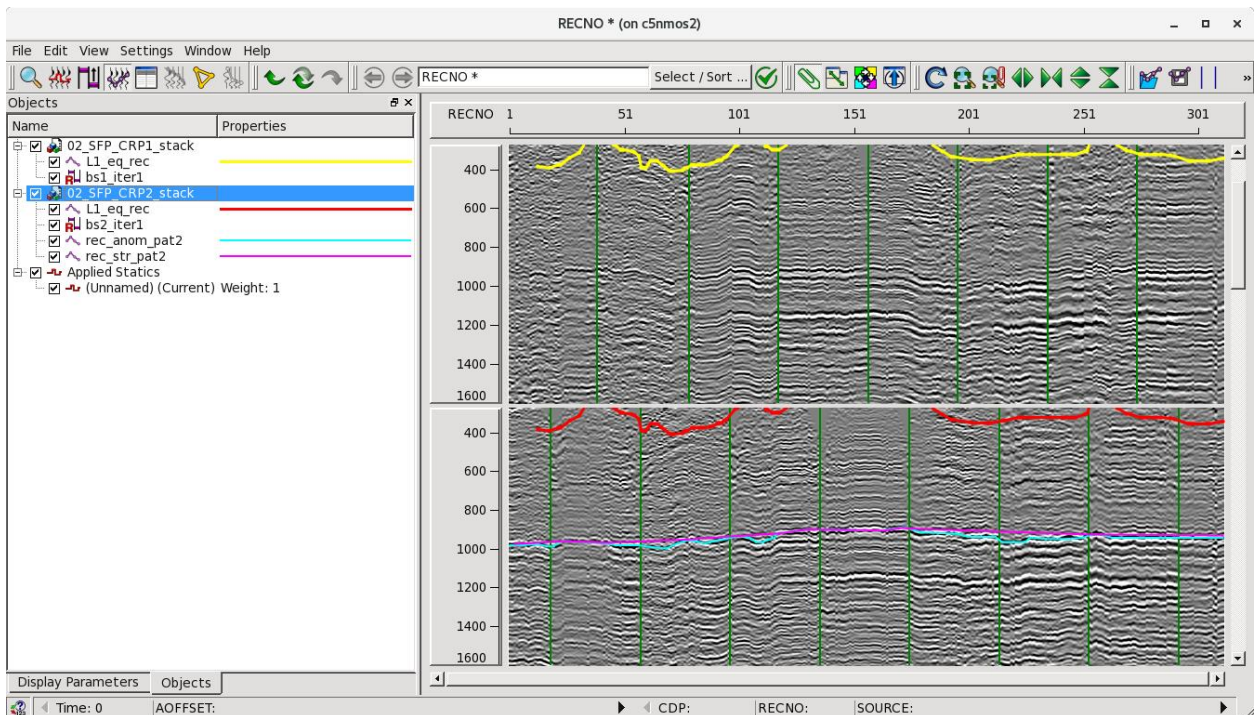 RECNO * (on c5nmos2)
File Edit View Settings Window Help
RECNO * Select / Sort ... »
Objects
Name Properties
02_SFP_CRP1_stack
L1_eq_rec
bs1_iter1
02_SFP_CRP2_stack
L1_eq_rec
bs2_iter1
rec_anom_pat2
rec_str_pat2
Applied Statics
(Unnamed) (Current) Weight: 1
RECNO 1 51 101 151 201 251 301
400
600
800
1000
1200
1400
1600
400
600
800
1000
1200
1400
1600
Display Parameters Objects
Time: 0 AOFFSET: CDP: RECNO: SOURCE: